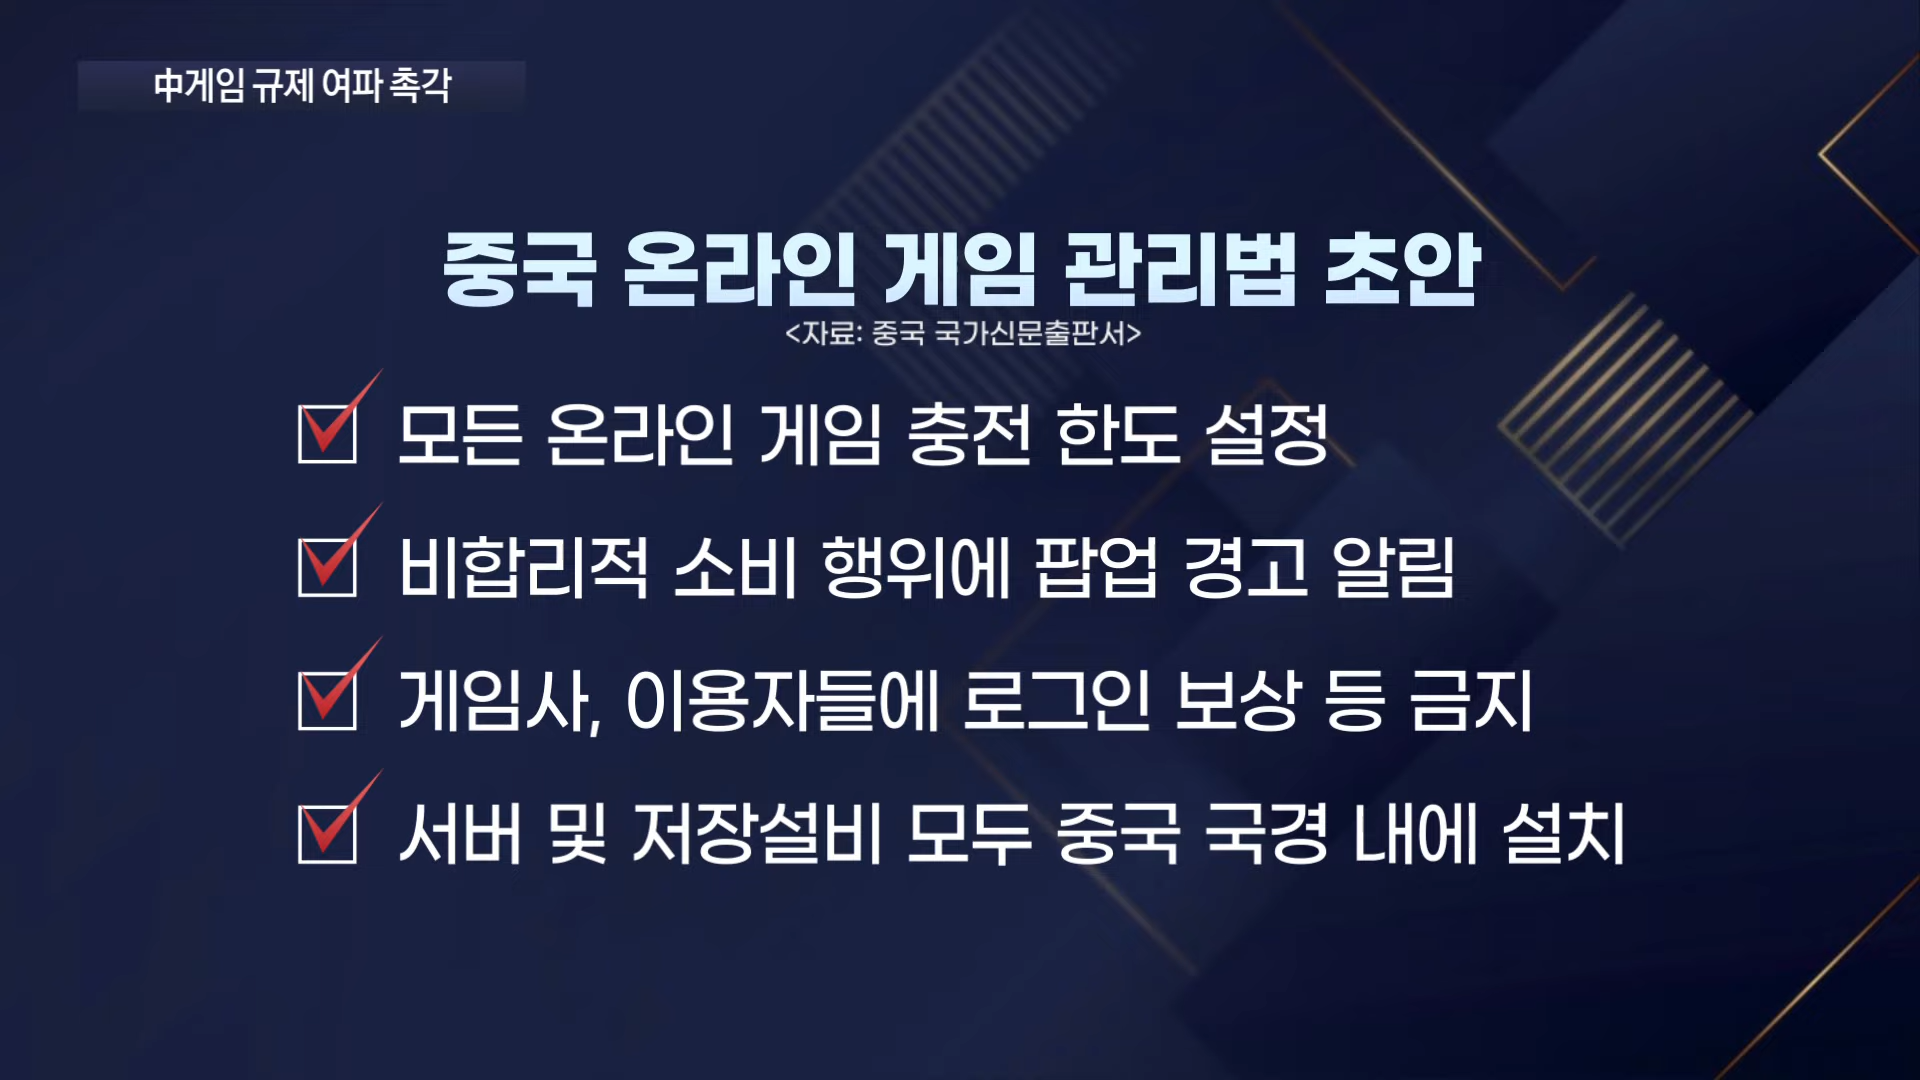 中게임 규제 여파 촉각
중국 온라인 게임 관리법 초안
<자료: 중국 국가신문출판서>
모든 온라인 게임 충전 한도 설정
비합리적 소비 행위에 팝업 경고 알림
게임사, 이용자들에 로그인 보상 등 금지
서버 및 저장설비 모두 중국 국경 내에 설치